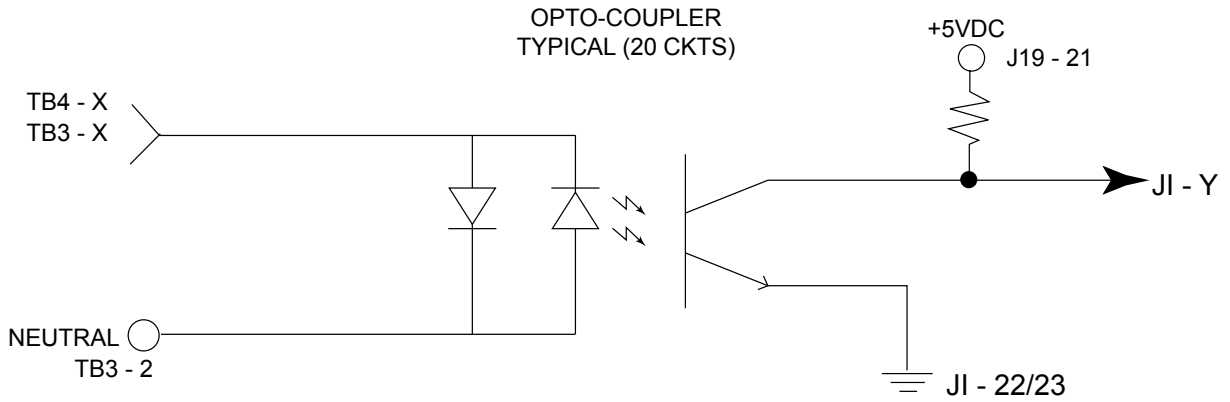 OPTO-COUPLER
TYPICAL (20 CKTS)
+5VDC
J19 - 21
TB4 - X
TB3 - X
JI - Y
NEUTRAL
TB3 - 2
JI - 22/23